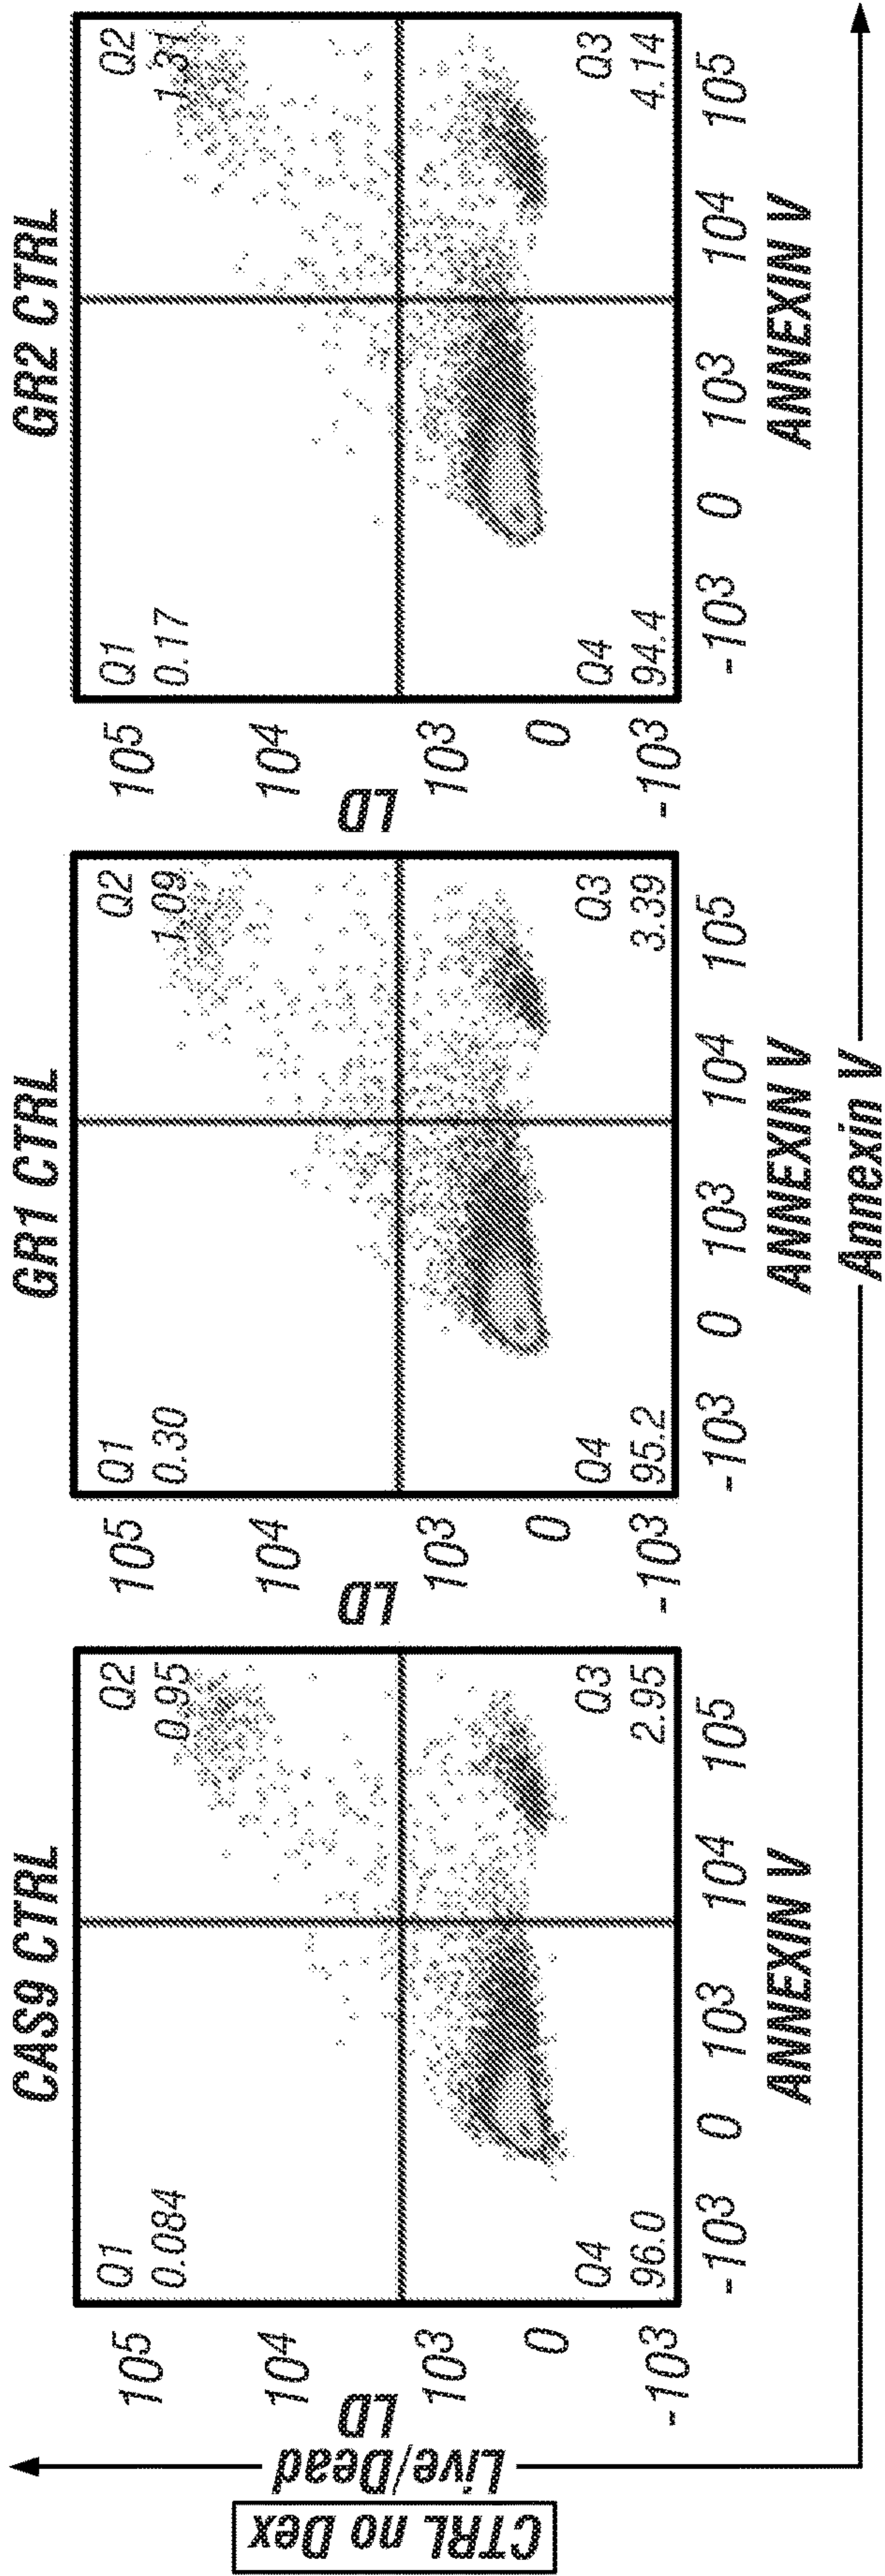 CTRL no Dex
Live/Dead
CAS9 CTRL
LD
10⁵
10⁴
10³
0
-10³
Q1
0.084
Q2
0.95
Q4
96.0
Q3
2.95
-10³ 0 10³ 10⁴ 10⁵
ANNEXIN V
GR1 CTRL
LD
10⁵
10⁴
10³
0
-10³
Q1
0.30
Q2
1.09
Q4
95.2
Q3
3.39
-10³ 0 10³ 10⁴ 10⁵
ANNEXIN V
GR2 CTRL
LD
10⁵
10⁴
10³
0
-10³
Q1
0.17
Q2
1.31
Q4
94.4
Q3
4.14
-10³ 0 10³ 10⁴ 10⁵
ANNEXIN V
Annexin V